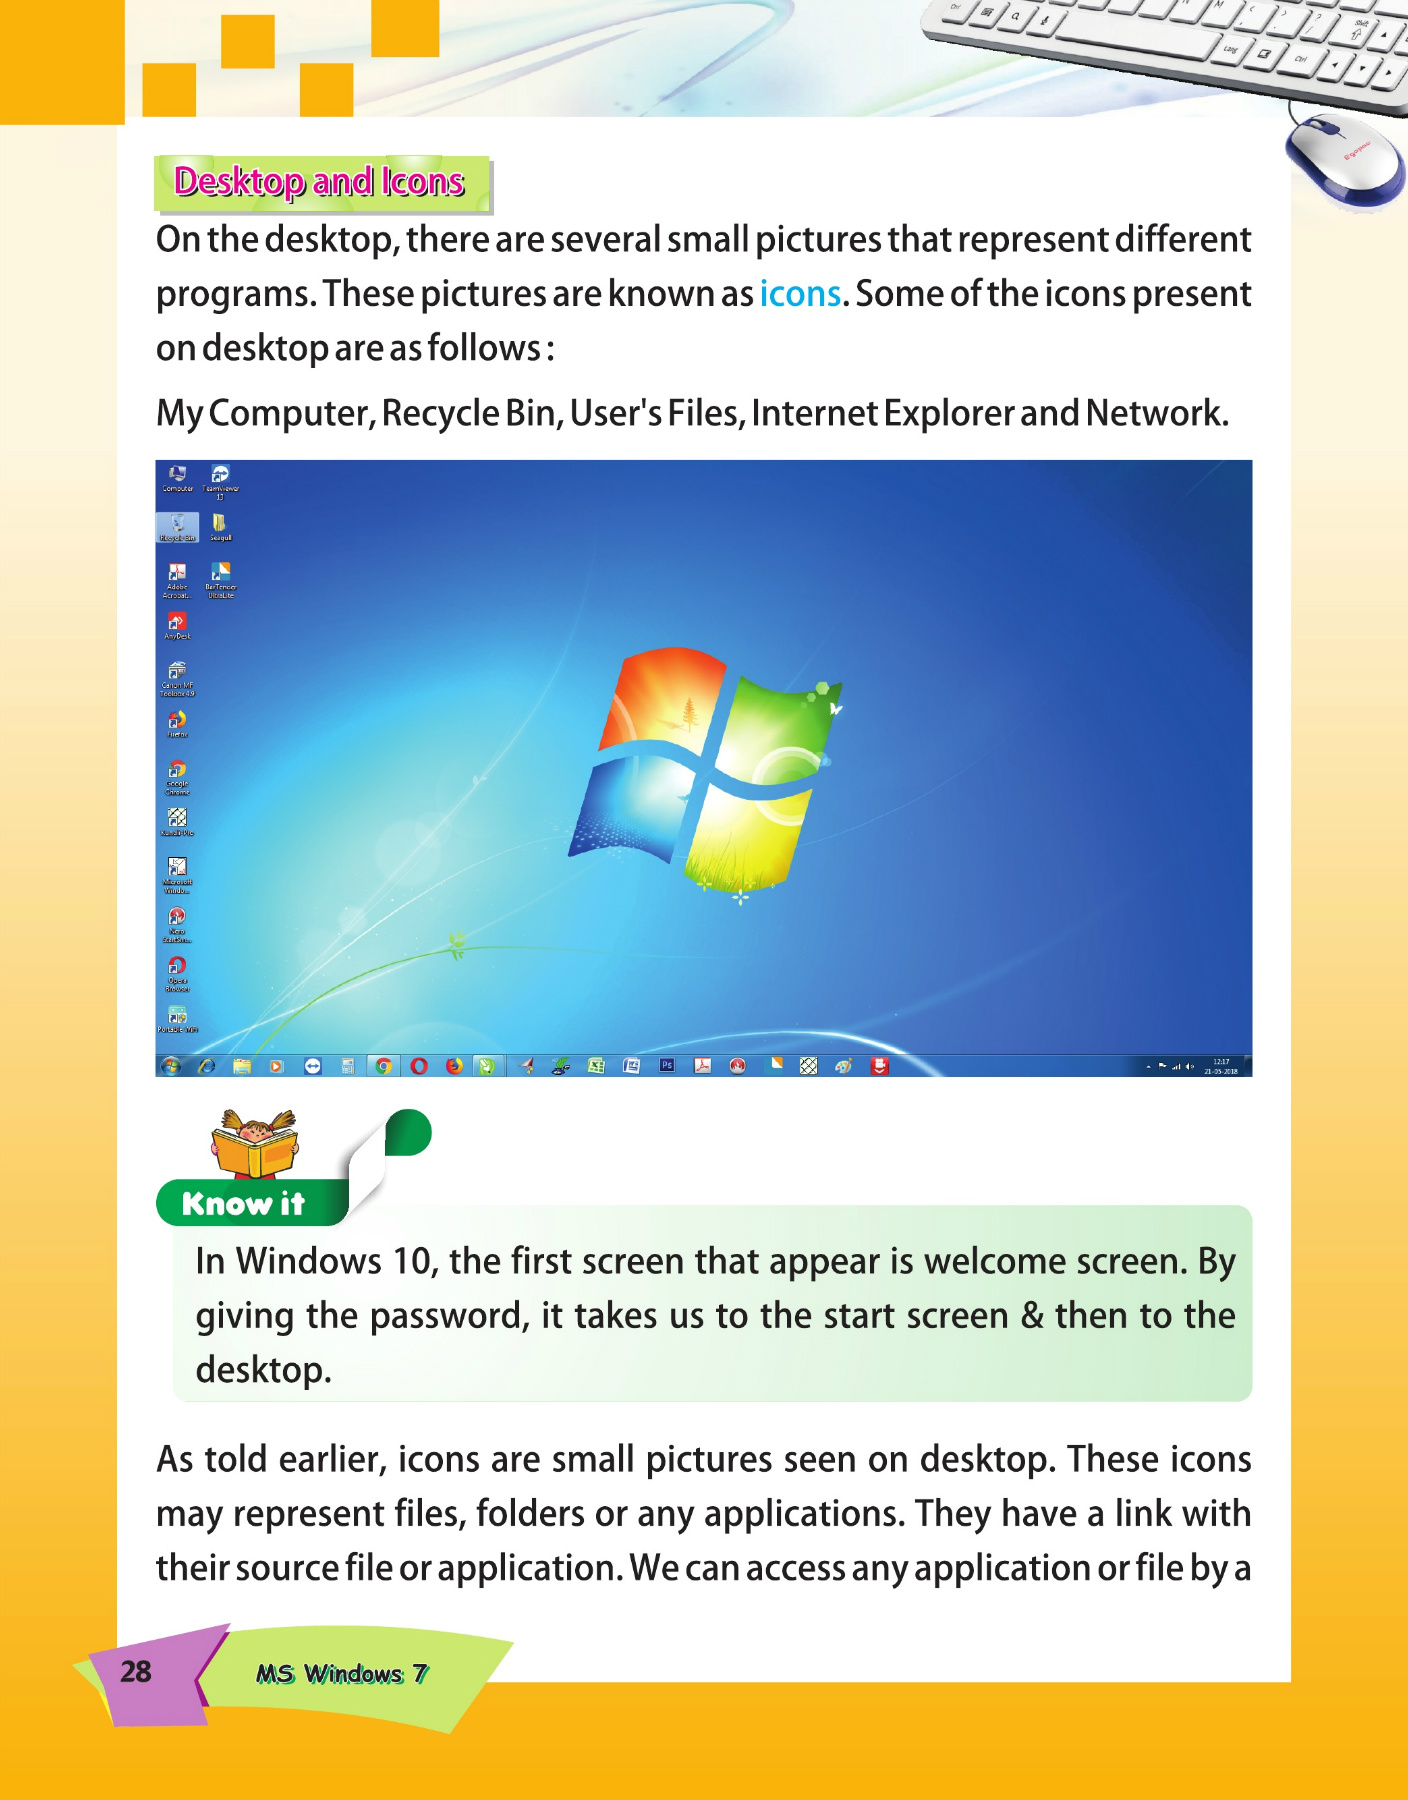 Desktop and Icons
On the desktop, there are several small pictures that represent different
programs. These pictures are known as icons. Some of the icons present
on desktop are as follows :
My Computer, Recycle Bin, User's Files, Internet Explorer and Network.
Computer
TeamViewer
13
Recycle Bin
Seagull
Adobe
Acrobat...
BarTender
UltraLite
AnyDesk
Canon MF
Toolbox 4.9
Firefox
Google
Chrome
Microsoft
Windo...
Nero
StartSm...
Opera
Browser
Ps
12:17
21-05-2018
Know it
In Windows 10, the first screen that appear is welcome screen. By
giving the password, it takes us to the start screen & then to the
desktop.
As told earlier, icons are small pictures seen on desktop. These icons
may represent files, folders or any applications. They have a link with
their source file or application. We can access any application or file by a
28
MS Windows 7